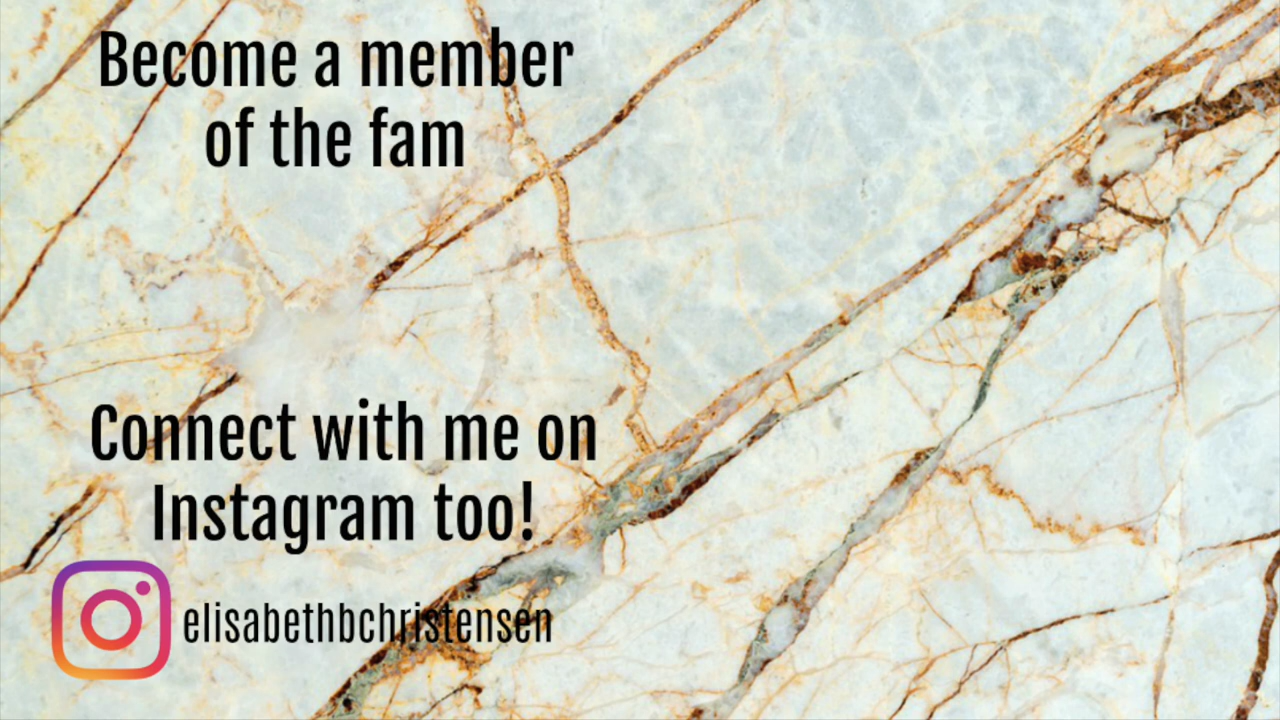 Become a member
of the fam
Connect with me on
Instagram too!
elisabethbchristensen